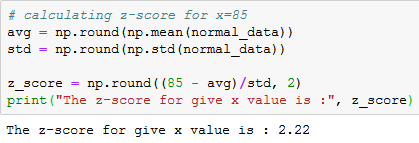 # calculating z-score for x=85
avg = np.round(np.mean(normal_data))
std = np.round(np.std(normal_data))
z_score = np.round((85 - avg)/std, 2)
print("The z-score for give x value is :", z_score)
The z-score for give x value is : 2.22